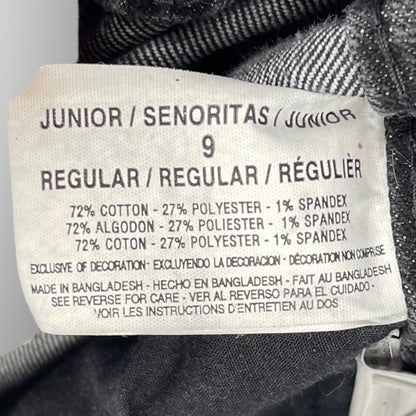 JUNIOR / SENORITAS / JUNIOR
9
REGULAR / REGULAR / RÉGULIÈR
72% COTTON - 27% POLYESTER - 1% SPANDEX
72% ALGODON - 27% POLIESTER - 1% SPANDEX
72% COTON - 27% POLYESTER - 1% SPANDEX
EXCLUSIVE OF DECORATION - EXCLUYENDO LA DECORACION - DÉCORATION NON COMPRISE
MADE IN BANGLADESH - HECHO EN BANGLADESH - FAIT AU BANGLADESH
SEE REVERSE FOR CARE - VER AL REVERSO PARA EL CUIDADO -
VOIR LES INSTRUCTIONS D'ENTRETIEN AU DOS